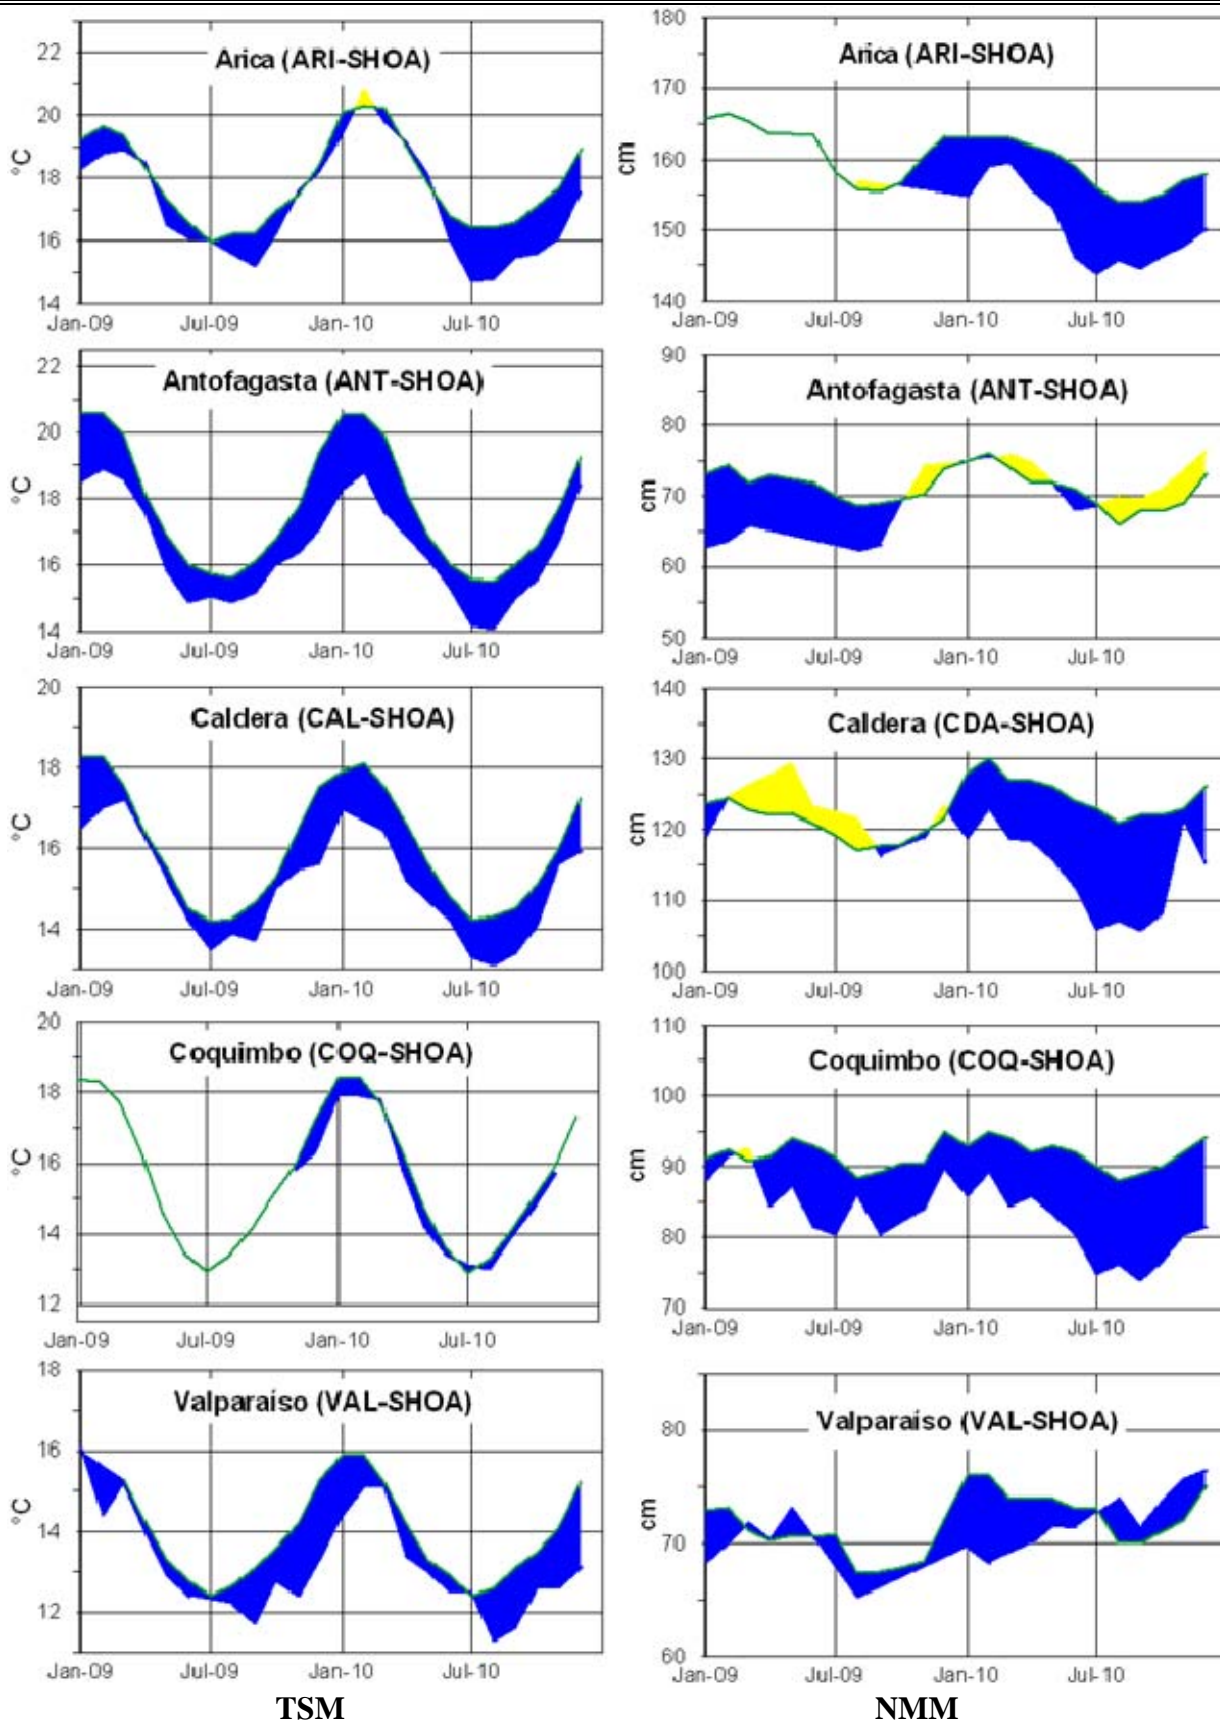 Arica (ARI-SHOA)
°C
22
20
18
16
14
Jan-09 Jul-09 Jan-10 Jul-10
Arica (ARI-SHOA)
cm
180
170
160
150
140
Jan-09 Jul-09 Jan-10 Jul-10
Antofagasta (ANT-SHOA)
°C
22
20
18
16
14
Jan-09 Jul-09 Jan-10 Jul-10
Antofagasta (ANT-SHOA)
cm
90
80
70
60
50
Jan-09 Jul-09 Jan-10 Jul-10
Caldera (CAL-SHOA)
°C
20
18
16
14
Jan-09 Jul-09 Jan-10 Jul-10
Caldera (CDA-SHOA)
cm
140
130
120
110
100
Jan-09 Jul-09 Jan-10 Jul-10
Coquimbo (COQ-SHOA)
°C
20
18
16
14
12
Jan-09 Jul-09 Jan-10 Jul-10
Coquimbo (COQ-SHOA)
cm
110
100
90
80
70
Jan-09 Jul-09 Jan-10 Jul-10
Valparaiso (VAL-SHOA)
°C
18
16
14
12
Jan-09 Jul-09 Jan-10 Jul-10
Valparaiso (VAL-SHOA)
cm
80
70
60
Jan-09 Jul-09 Jan-10 Jul-10
TSM
NMM